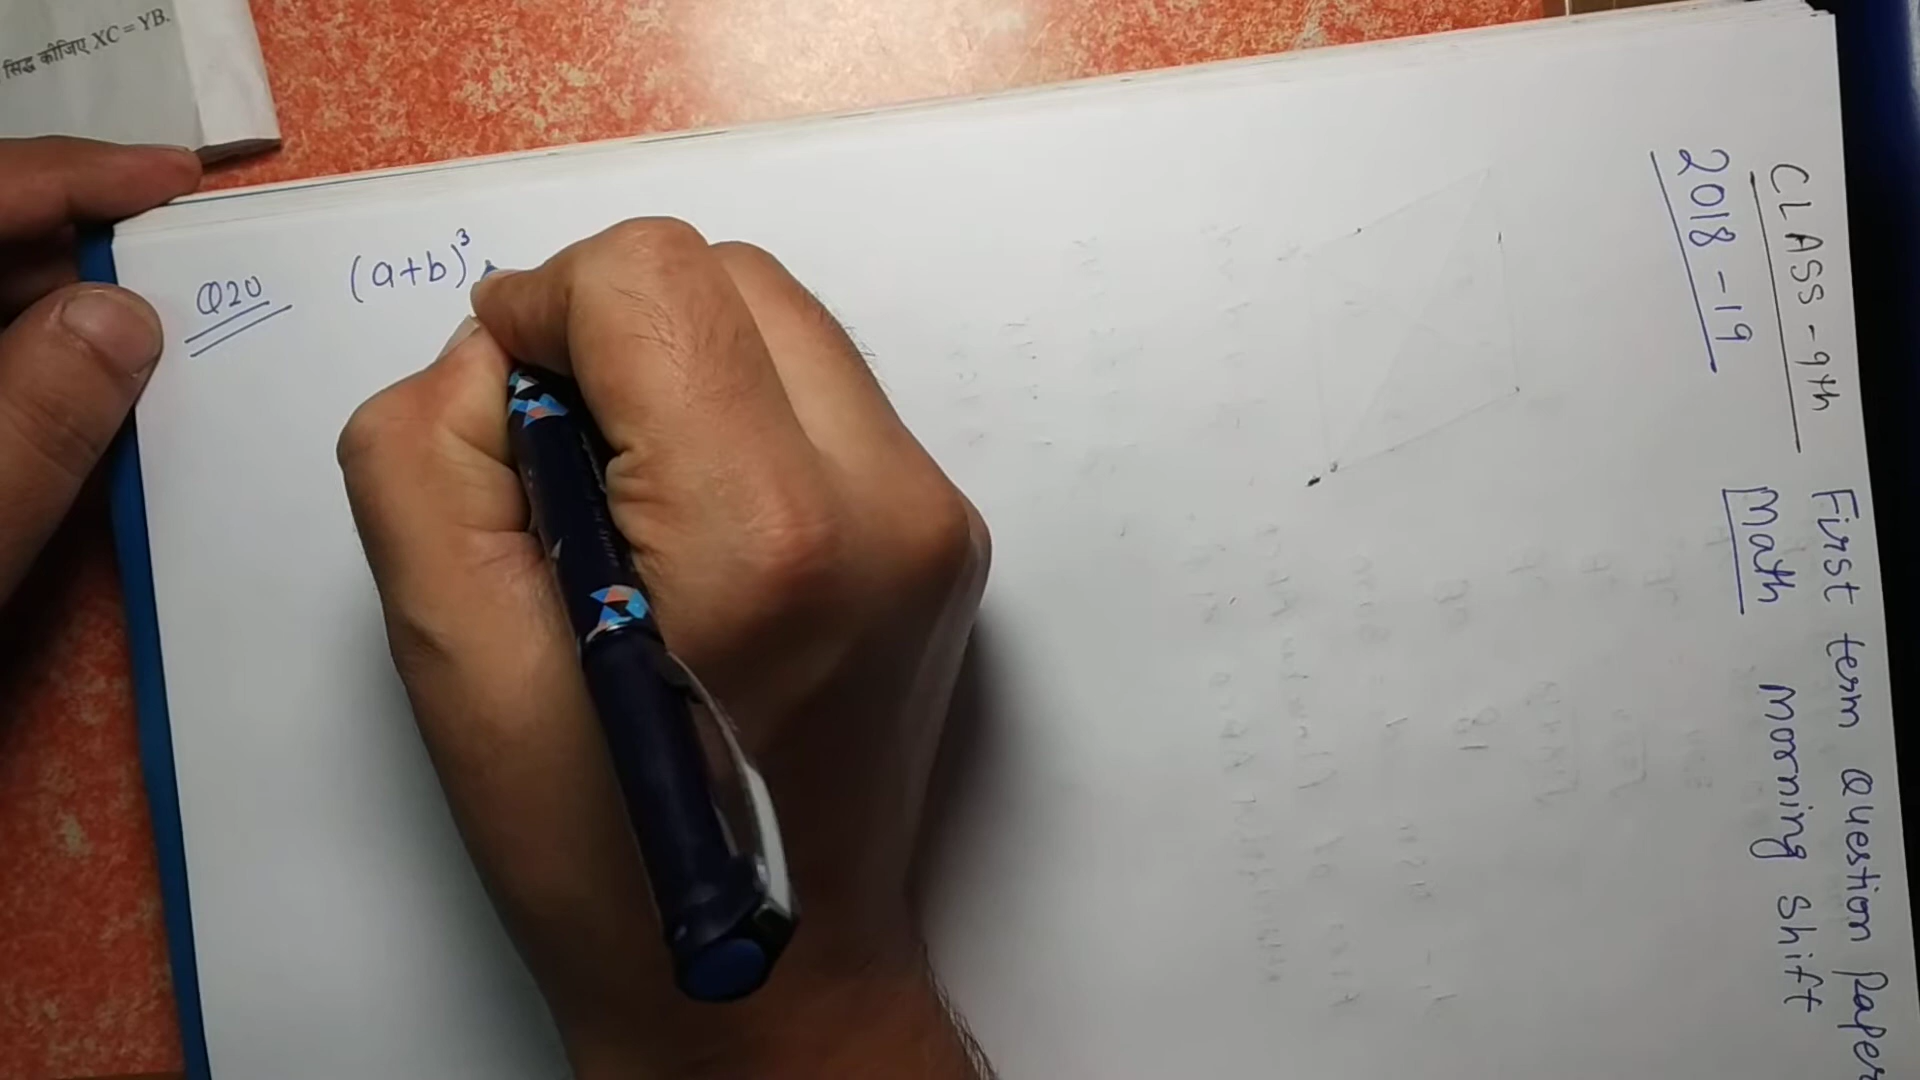 सिद्ध कीजिए XC = YB.
Q20 (a+b)³
CLASS - 9th First term Question Paper
2018 - 19 Math Morning Shift